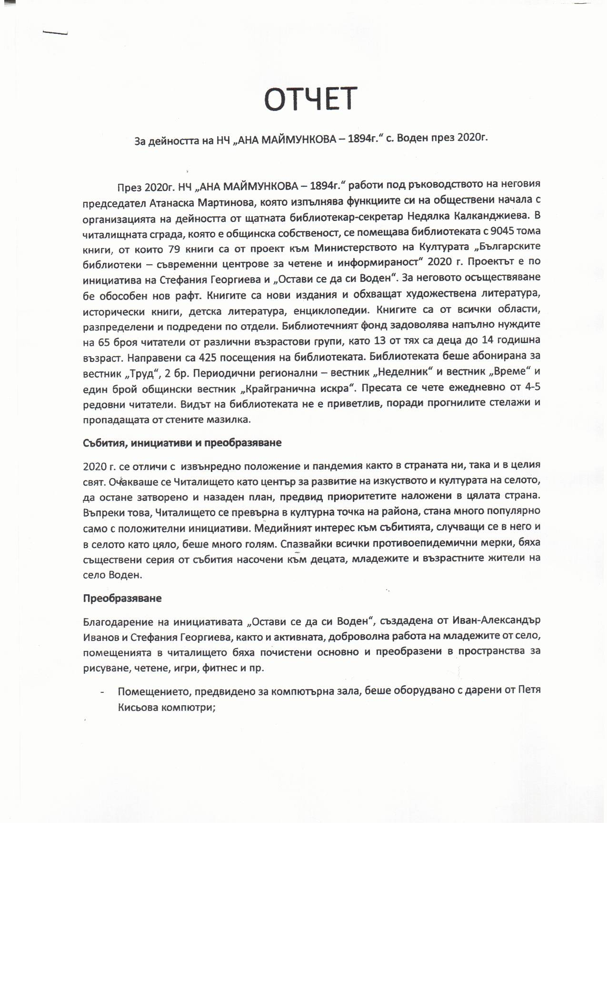 ОТЧЕТ
За дейността на НЧ „АНА МАЙМУНКОВА – 1894г.“ с. Воден през 2020г.
През 2020г. НЧ „АНА МАЙМУНКОВА – 1894г.“ работи под ръководството на неговия
председател Атанаска Мартинова, която изпълнява функциите си на обществени начала с
организацията на дейността от щатната библиотекар-секретар Недялка Калканджиева. В
читалищната сграда, която е общинска собственост, се помещава библиотеката с 9045 тома
книги, от които 79 книги са от проект към Министерството на Културата „Българските
библиотеки – съвременни центрове за четене и информираност“ 2020 г. Проектът е по
инициатива на Стефания Георгиева и „Остави се да си Воден“. За неговото осъществяване
бе обособен нов рафт. Книгите са нови издания и обхващат художествена литература,
исторически книги, детска литература, енциклопедии. Книгите са от всички области,
разпределени и подредени по отдели. Библиотечният фонд задоволява напълно нуждите
на 65 броя читатели от различни възрастови групи, като 13 от тях са деца до 14 годишна
възраст. Направени са 425 посещения на библиотеката. Библиотеката беше абонирана за
вестник „Труд“, 2 бр. Периодични регионални – вестник „Неделник“ и вестник „Време“ и
един брой общински вестник „Крайгранична искра“. Пресата се чете ежедневно от 4-5
редовни читатели. Видът на библиотеката не е приветлив, поради прогнилите стелажи и
пропадащата от стените мазилка.
Събития, инициативи и преобразяване
2020 г. се отличи с извънредно положение и пандемия както в страната ни, така и в целия
свят. Очакваше се Читалището като център за развитие на изкуството и културата на селото,
да остане затворено и назаден план, предвид приоритетите наложени в цялата страна.
Въпреки това, Читалището се превърна в културна точка на района, стана много популярно
само с положителни инициативи. Медийният интерес към събитията, случващи се в него и
в селото като цяло, беше много голям. Спазвайки всички противоепидемични мерки, бяха
съществени серия от събития насочени към децата, младежите и възрастните жители на
село Воден.
Преобразяване
Благодарение на инициативата „Остави се да си Воден“, създадена от Иван-Александър
Иванов и Стефания Георгиева, както и активната, доброволна работа на младежите от село,
помещенията в читалището бяха почистени основно и преобразени в пространства за
рисуване, четене, игри, фитнес и пр.
- Помещението, предвидено за компютърна зала, беше оборудвано с дарени от Петя
Кисьова компютри;